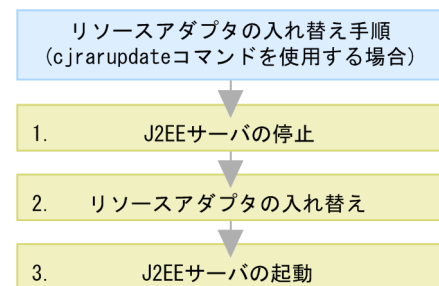 リソースアダプタの入れ替え手順
(cjrarupdateコマンドを使用する場合)
1. J2EEサーバの停止
2. リソースアダプタの入れ替え
3. J2EEサーバの起動